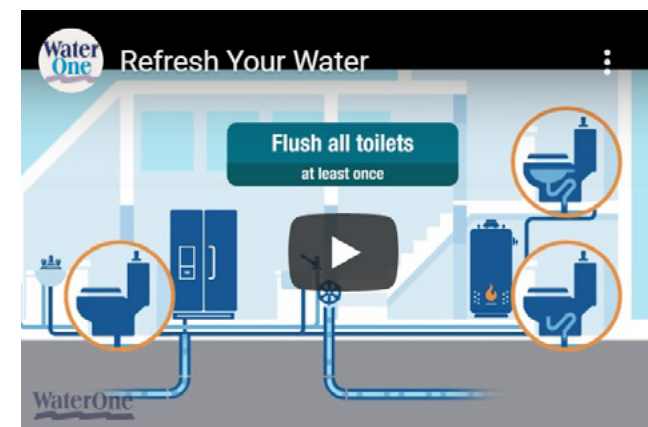 Water
One
Refresh Your Water
Flush all toilets
at least once
WaterOne